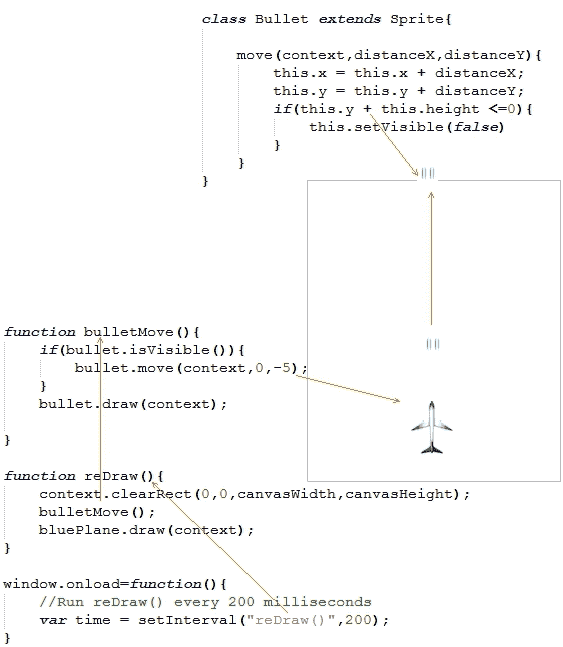 class Bullet extends Sprite{
move(context,distanceX,distanceY){
this.x = this.x + distanceX;
this.y = this.y + distanceY;
if(this.y + this.height <=0){
this.setVisible(false)
}
}
}
function bulletMove(){
if(bullet.isVisible()){
bullet.move(context,0,-5);
}
bullet.draw(context);
}
function reDraw(){
context.clearRect(0,0,canvasWidth,canvasHeight);
bulletMove();
bluePlane.draw(context);
}
window.onload=function(){
//Run reDraw() every 200 milliseconds
var time = setInterval("reDraw()",200);
}